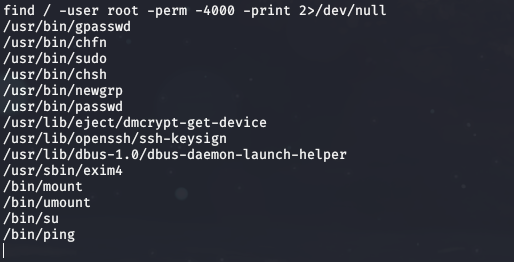 find / -user root -perm -4000 -print 2>/dev/null
/usr/bin/gpasswd
/usr/bin/chfn
/usr/bin/sudo
/usr/bin/chsh
/usr/bin/newgrp
/usr/bin/passwd
/usr/lib/eject/dmcrypt-get-device
/usr/lib/openssh/ssh-keysign
/usr/lib/dbus-1.0/dbus-daemon-launch-helper
/usr/sbin/exim4
/bin/mount
/bin/umount
/bin/su
/bin/ping